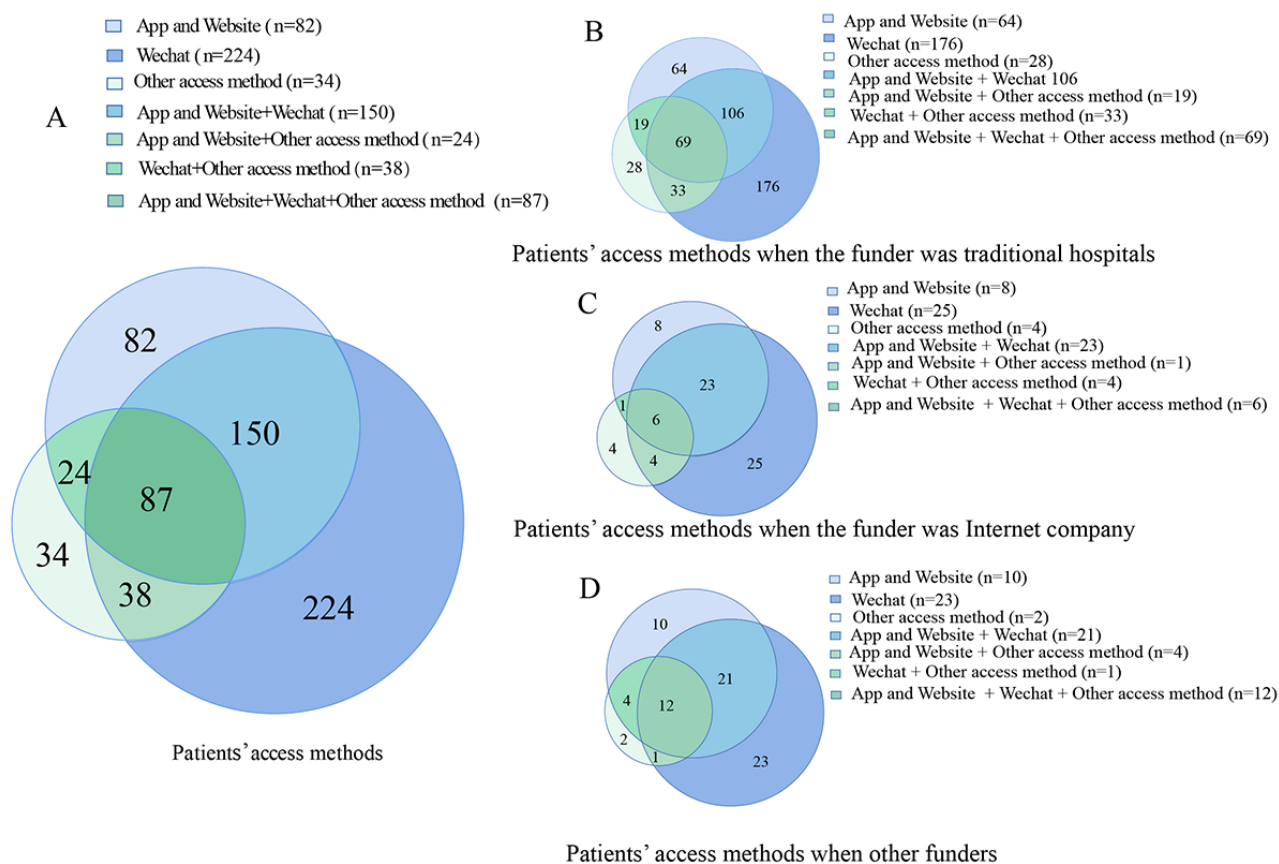 A
App and Website ( n=82)
Wechat ( n=224)
Other access method ( n=34)
App and Website+Wechat ( n=150)
App and Website+Other access method ( n=24)
Wechat+Other access method ( n=38)
App and Website+Wechat+Other access method (n=87)
82
150
24
87
34
38
224
Patients’ access methods
B
App and Website ( n=64)
Wechat (n=176)
Other access method (n=28)
App and Website + Wechat 106
App and Website + Other access method (n=19)
Wechat + Other access method (n=33)
App and Website + Wechat + Other access method (n=69)
64
106
19
69
28
33
176
Patients’ access methods when the funder was traditional hospitals
C
App and Website (n=8)
Wechat (n=25)
Other access method (n=4)
App and Website + Wechat (n=23)
App and Website + Other access method (n=1)
Wechat + Other access method (n=4)
App and Website + Wechat + Other access method (n=6)
8
23
1
6
4
4
25
Patients’ access methods when the funder was Internet company
D
App and Website (n=10)
Wechat (n=23)
Other access method (n=2)
App and Website + Wechat (n=21)
App and Website + Other access method (n=4)
Wechat + Other access method (n=1)
App and Website + Wechat + Other access method (n=12)
10
21
4
12
2
1
23
Patients’ access methods when other funders